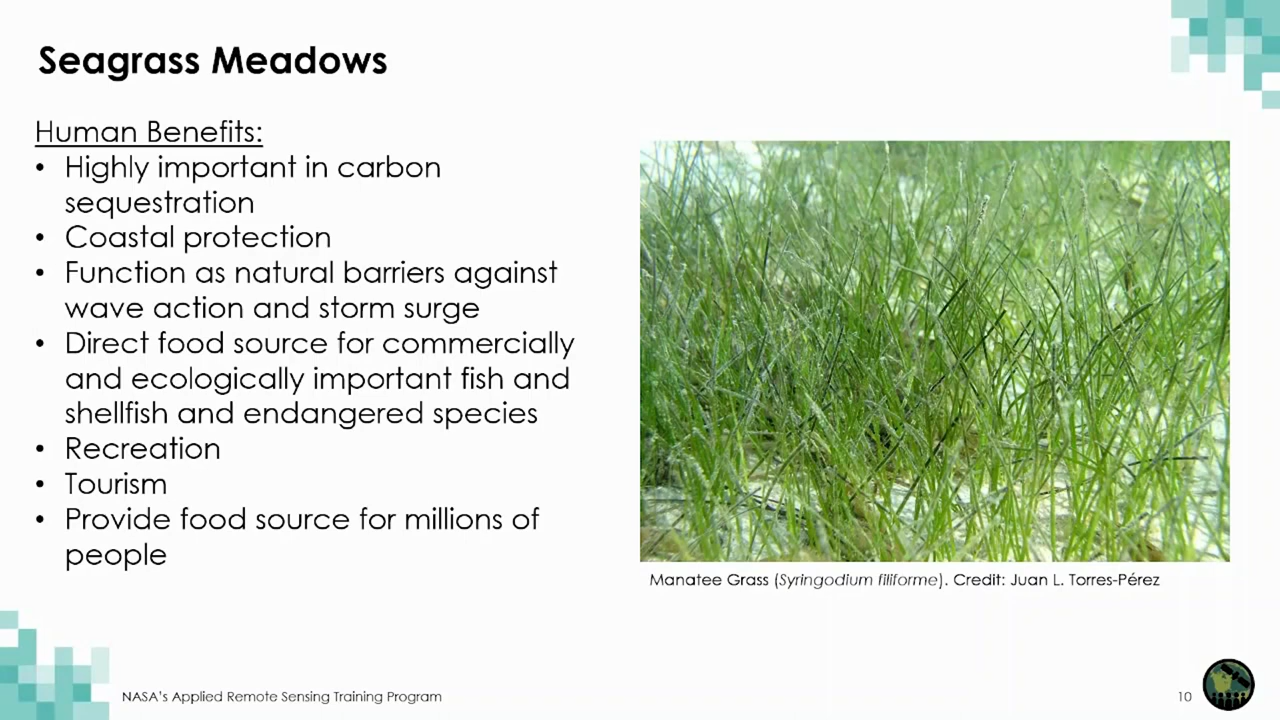 Seagrass Meadows
Human Benefits:
• Highly important in carbon
sequestration
• Coastal protection
• Function as natural barriers against
wave action and storm surge
• Direct food source for commercially
and ecologically important fish and
shellfish and endangered species
• Recreation
• Tourism
• Provide food source for millions of
people
Manatee Grass (Syringodium filiforme). Credit: Juan L. Torres-Pérez
NASA's Applied Remote Sensing Training Program
10